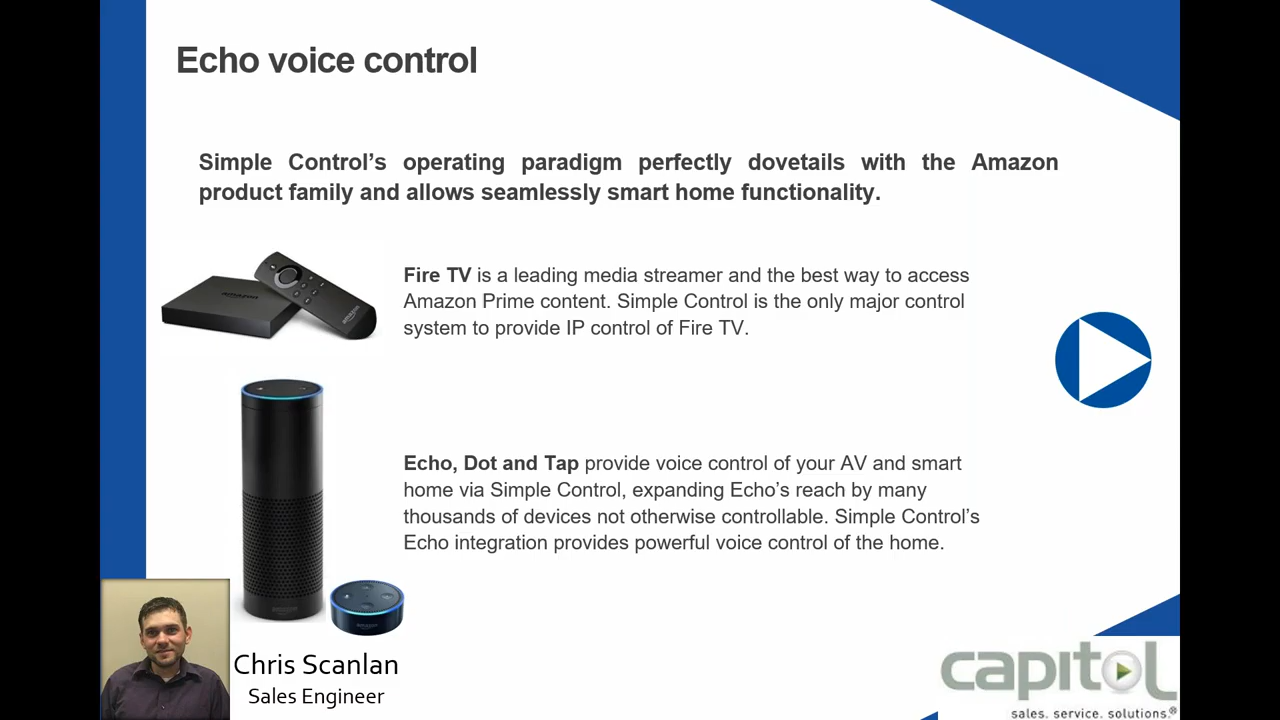 Echo voice control
Simple Control’s operating paradigm perfectly dovetails with the Amazon
product family and allows seamlessly smart home functionality.
Fire TV is a leading media streamer and the best way to access
Amazon Prime content. Simple Control is the only major control
system to provide IP control of Fire TV.
Echo, Dot and Tap provide voice control of your AV and smart
home via Simple Control, expanding Echo’s reach by many
thousands of devices not otherwise controllable. Simple Control’s
Echo integration provides powerful voice control of the home.
Chris Scanlan
Sales Engineer
capitol
sales. service. solutions.®